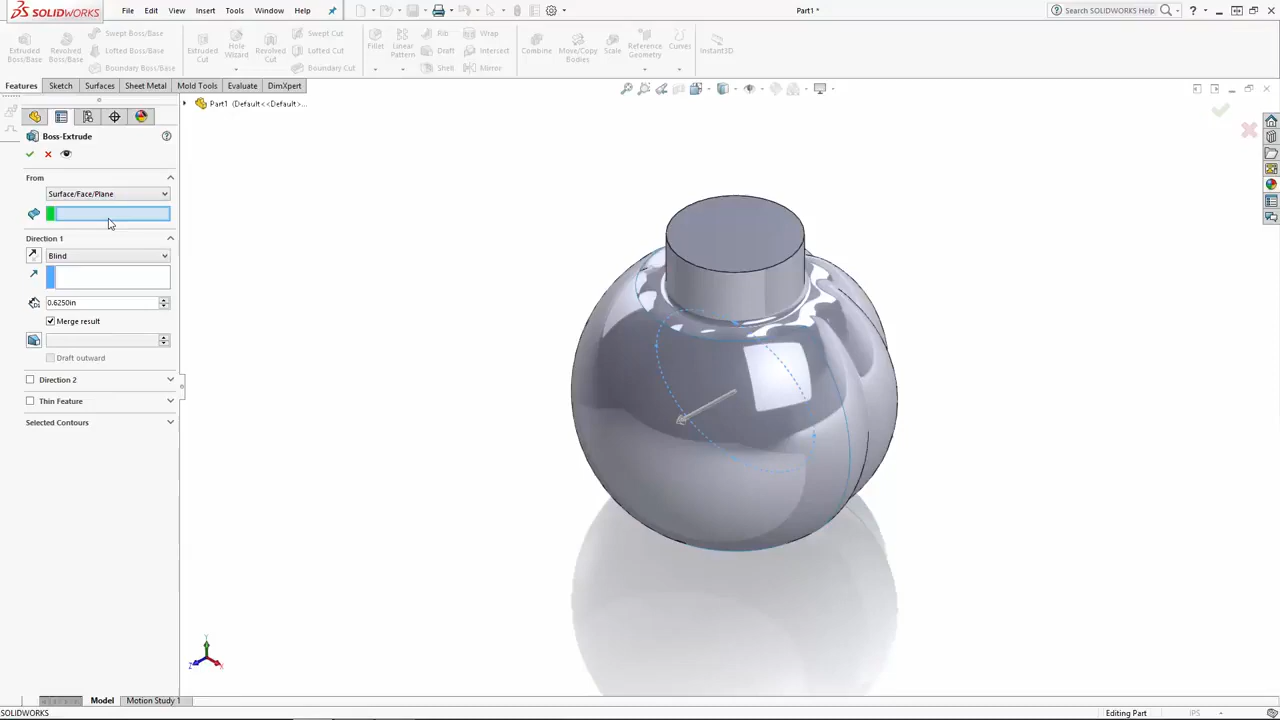 SOLIDWORKS File Edit View Insert Tools Window Help Part1 * Search SOLIDWORKS Help
Extruded Boss/Base
Revolved Boss/Base
Swept Boss/Base
Lofted Boss/Base
Boundary Boss/Base
Extruded Cut
Hole Wizard
Revolved Cut
Swept Cut
Lofted Cut
Boundary Cut
Fillet
Linear Pattern
Rib
Draft
Shell
Wrap
Intersect
Mirror
Combine
Move/Copy Bodies
Scale
Reference Geometry
Curves
Instant3D
Features Sketch Surfaces Sheet Metal Mold Tools Evaluate DimXpert
Part1 (Default<<Default>...
Boss-Extrude
From
Surface/Face/Plane
Direction 1
Blind
0.6250in
Merge result
Draft outward
Direction 2
Thin Feature
Selected Contours
Y
Z X
Model Motion Study 1
SOLIDWORKS Editing Part IPS